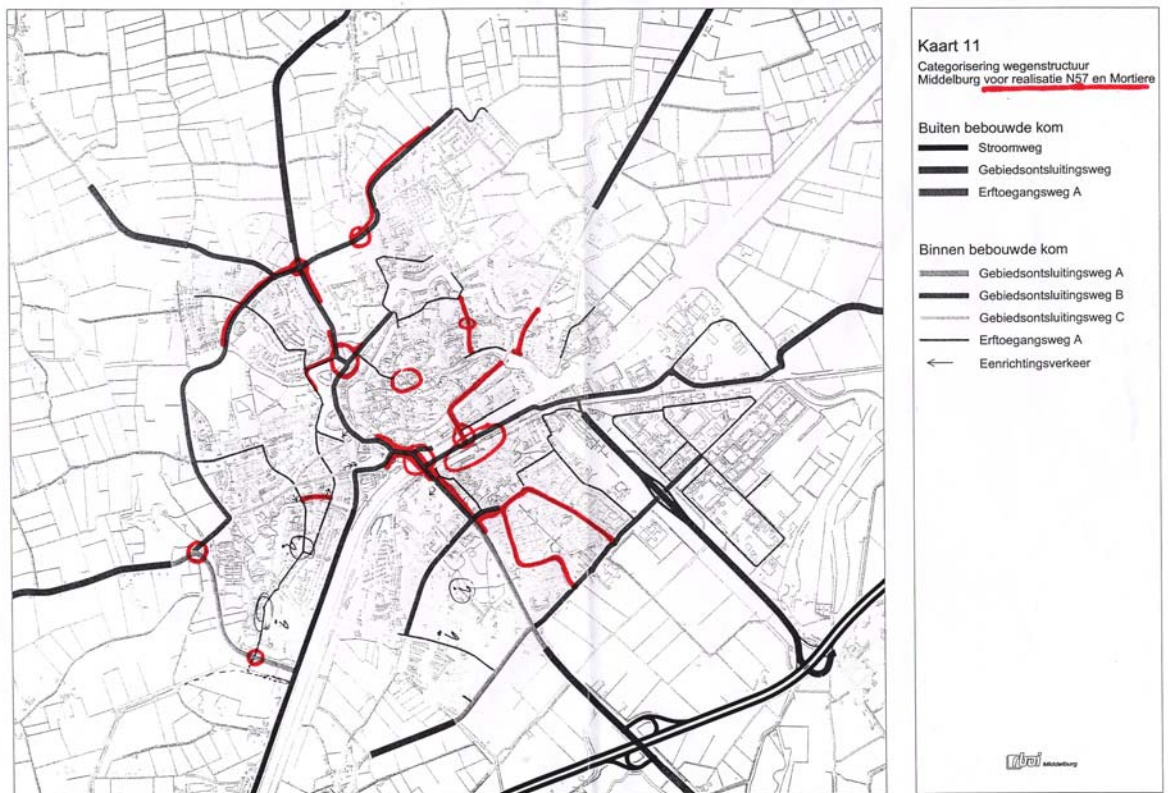 Kaart 11
Categorisering wegenstructuur
Middelburg voor realisatie N57 en Mortiere
Buiten bebouwde kom
Stroomweg
Gebiedsontsluitingsweg
Erftoegangsweg A
Binnen bebouwde kom
Gebiedsontsluitingsweg A
Gebiedsontsluitingsweg B
Gebiedsontsluitingsweg C
Erftoegangsweg A
Eenrichtingsverkeer
Middelburg